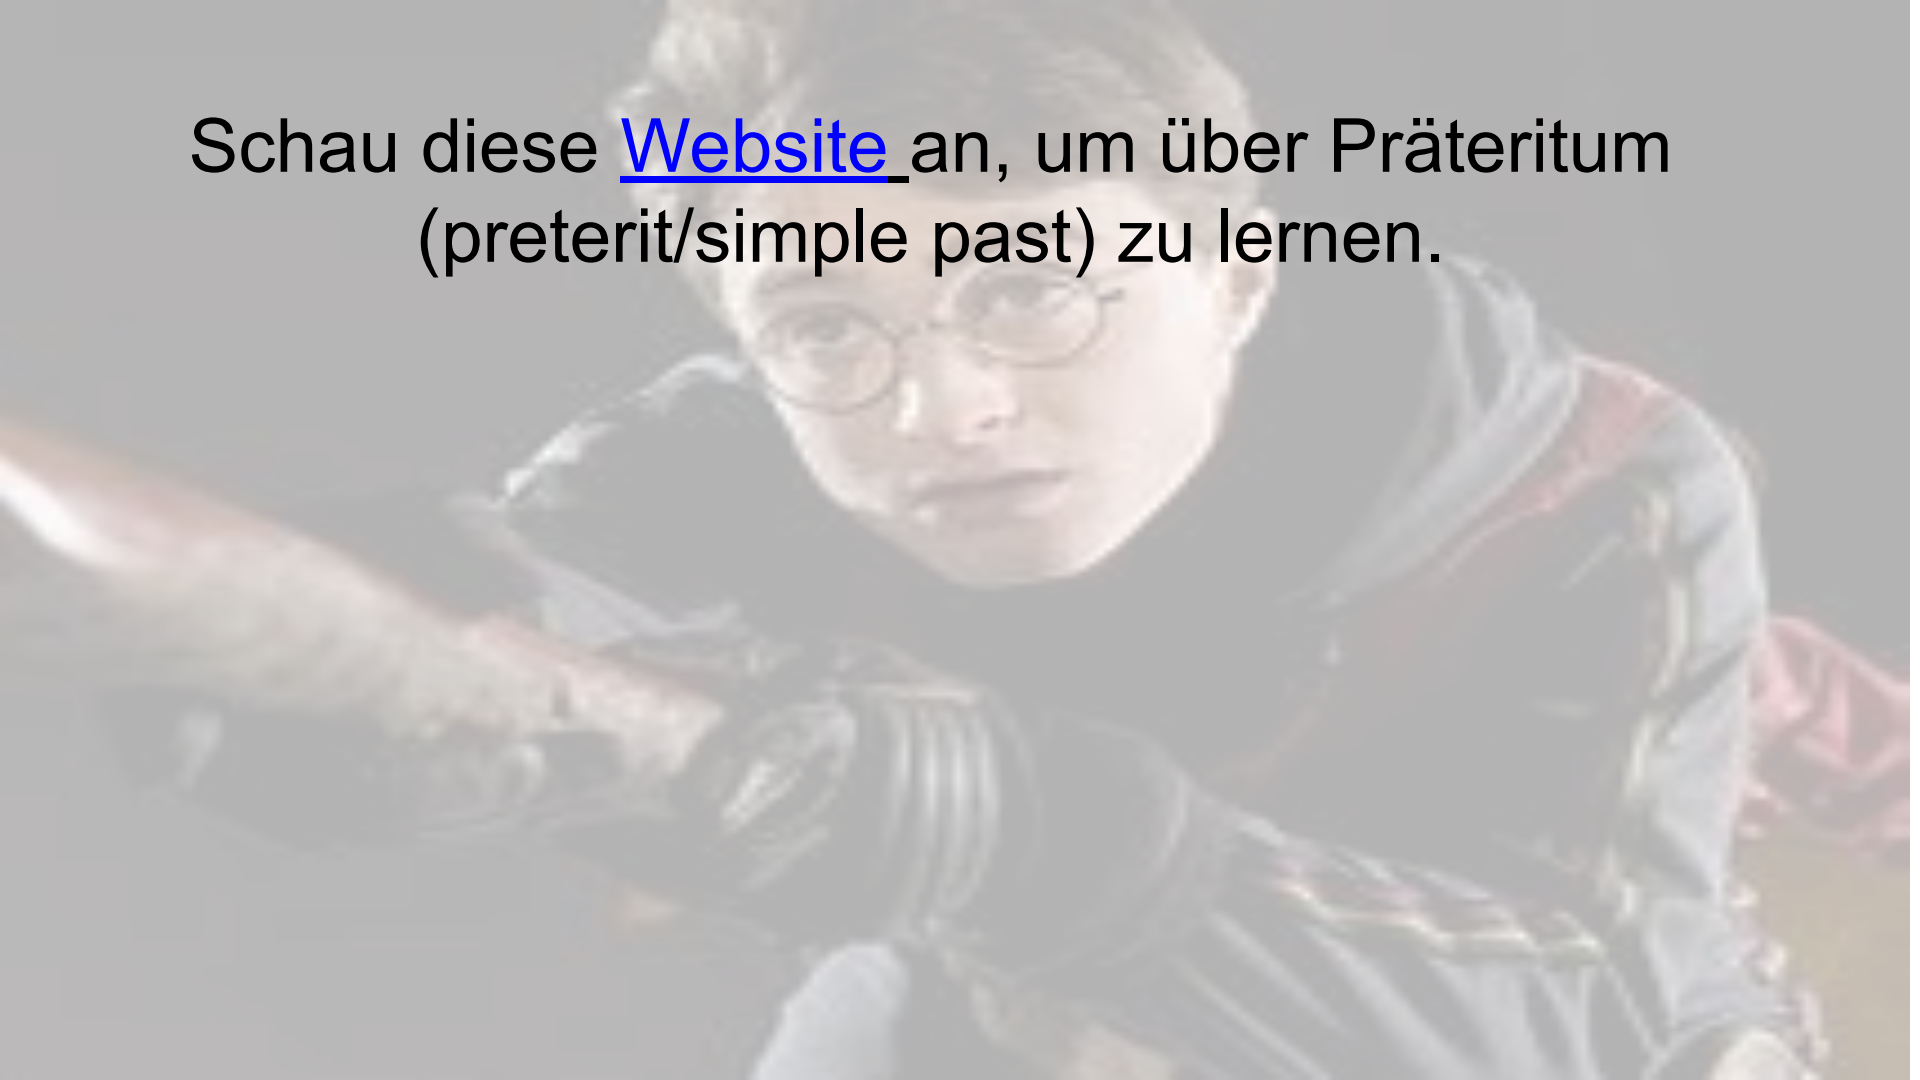 Schau diese Website an, um über Präteritum
(preterit/simple past) zu lernen.